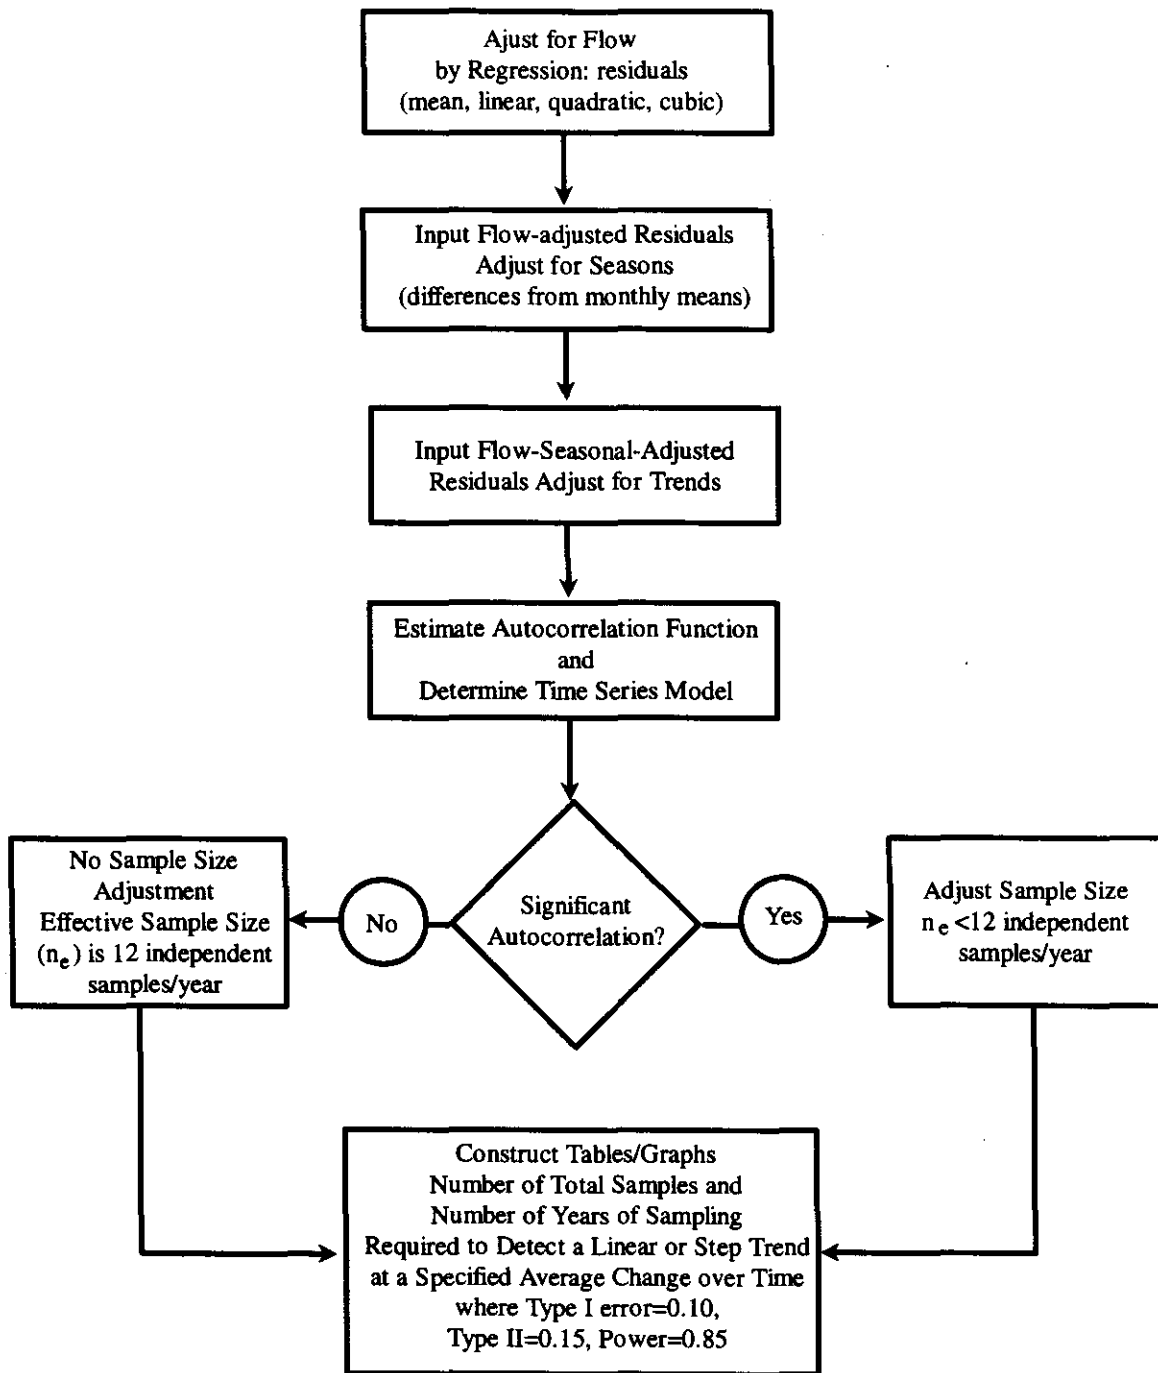 Ajust for Flow
by Regression: residuals
(mean, linear, quadratic, cubic)
Input Flow-adjusted Residuals
Adjust for Seasons
(differences from monthly means)
Input Flow-Seasonal-Adjusted
Residuals Adjust for Trends
Estimate Autocorrelation Function
and
Determine Time Series Model
Significant
Autocorrelation?
No
Yes
No Sample Size
Adjustment
Effective Sample Size
(nₑ) is 12 independent
samples/year
Adjust Sample Size
nₑ <12 independent
samples/year
Construct Tables/Graphs
Number of Total Samples and
Number of Years of Sampling
Required to Detect a Linear or Step Trend
at a Specified Average Change over Time
where Type I error=0.10,
Type II=0.15, Power=0.85